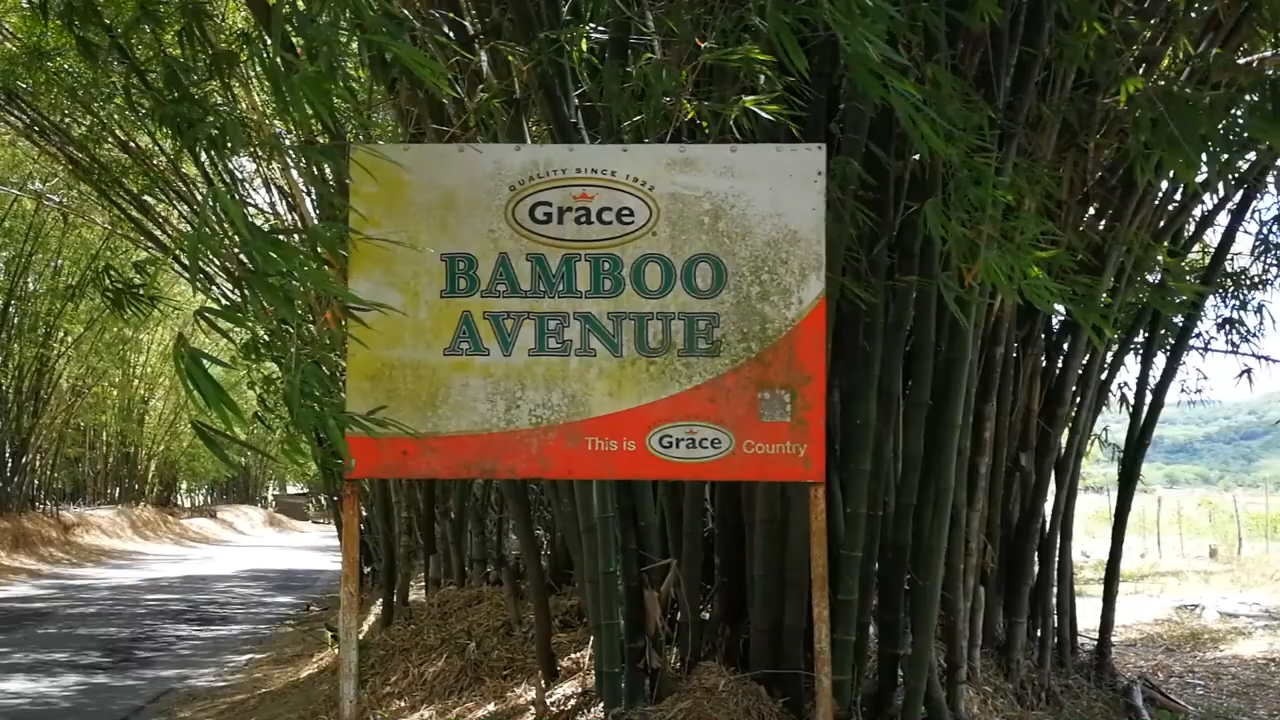 QUALITY SINCE 1922
Grace
BAMBOO
AVENUE
This is Grace Country